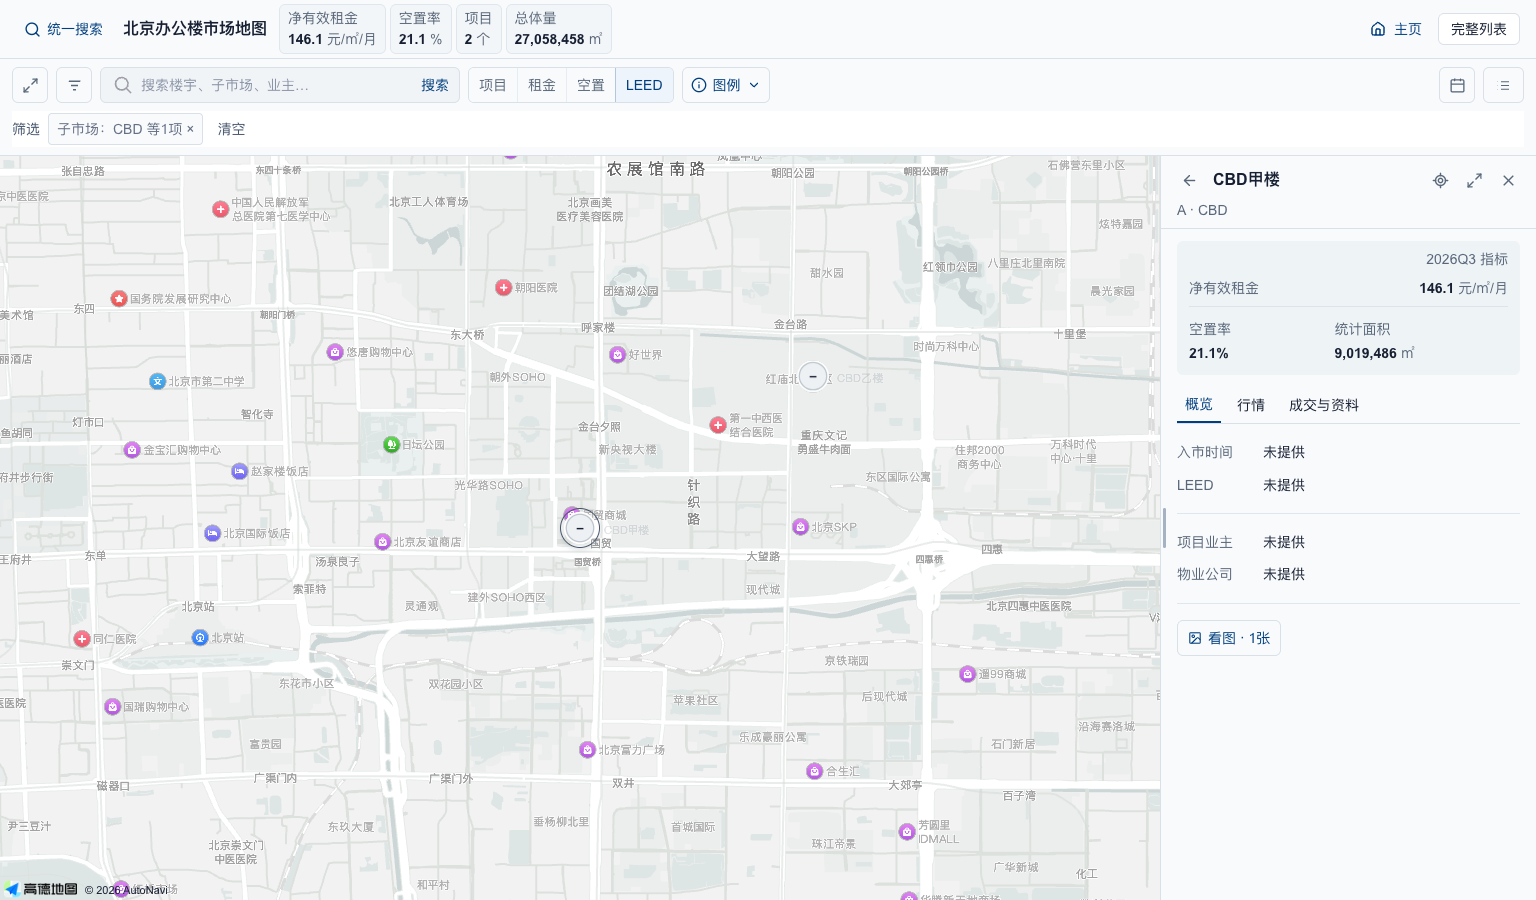 统一搜索
北京办公楼市场地图
净有效租金
146.1 元/㎡/月
空置率
21.1 %
项目
2 个
总体量
27,058,458 ㎡
主页
完整列表
搜索楼宇、子市场、业主…
搜索
项目
租金
空置
LEED
图例
筛选
子市场：CBD 等1项 ×
清空
张自忠路
东四十条桥
农展馆南路
朝阳公园
朝阳公园桥
石佛营东里小区
中国人民解放军
总医院第七医学中心
北京工人体育场
北京画美
医疗美容医院
炫特嘉园
甜水园
红领巾公园
八里庄北里南院
国务院发展研究中心
朝阳医院
团结湖公园
晨光家园
美术馆
东四
朝阳门桥
东大桥
呼家楼
金台路
十里堡
时尚万科中心
悠唐购物中心
好世界
北京市第二中学
朝外SOHO
CBD乙楼
灯市口
智化寺
鱼胡同
金宝汇购物中心
日坛公园
金台夕照
新央视大楼
第一中西医
结合医院
重庆文记
勇盛牛肉面
住邦2000
商务中心
万科时代
中心·十里
府井步行街
赵家楼饭店
光华路SOHO
针织路
东区国际公寓
北京国际饭店
北京友谊商店
CBD甲楼
国贸
国贸桥
北京SKP
大望路
四惠
四惠桥
王府井
东单
汤泉良子
索菲特
灵通观
建外SOHO西区
现代城
北京站
北京站
北京四惠中医医院
同仁医院
崇文门
东花市小区
双花园小区
京铁瑞园
遛99商城
国瑞购物中心
苹果社区
后现代城
沿海赛洛城
富贵园
北京富力广场
乐成豪丽公寓
石门新居
磁器口
广渠门内
广渠门外
双井
合生汇
大郊亭
百子湾
尹三豆汁
东玖大厦
垂杨柳北里
首城国际
珠江帝景
芳圆里
IDMALL
北京崇文门
中医医院
和平村
广华新城
化工
高德地图
© 2026 AutoNavi
CBD甲楼
A · CBD
2026Q3 指标
净有效租金
146.1 元/㎡/月
空置率
统计面积
21.1%
9,019,486 ㎡
概览
行情
成交与资料
入市时间
未提供
LEED
未提供
项目业主
未提供
物业公司
未提供
看图 · 1张